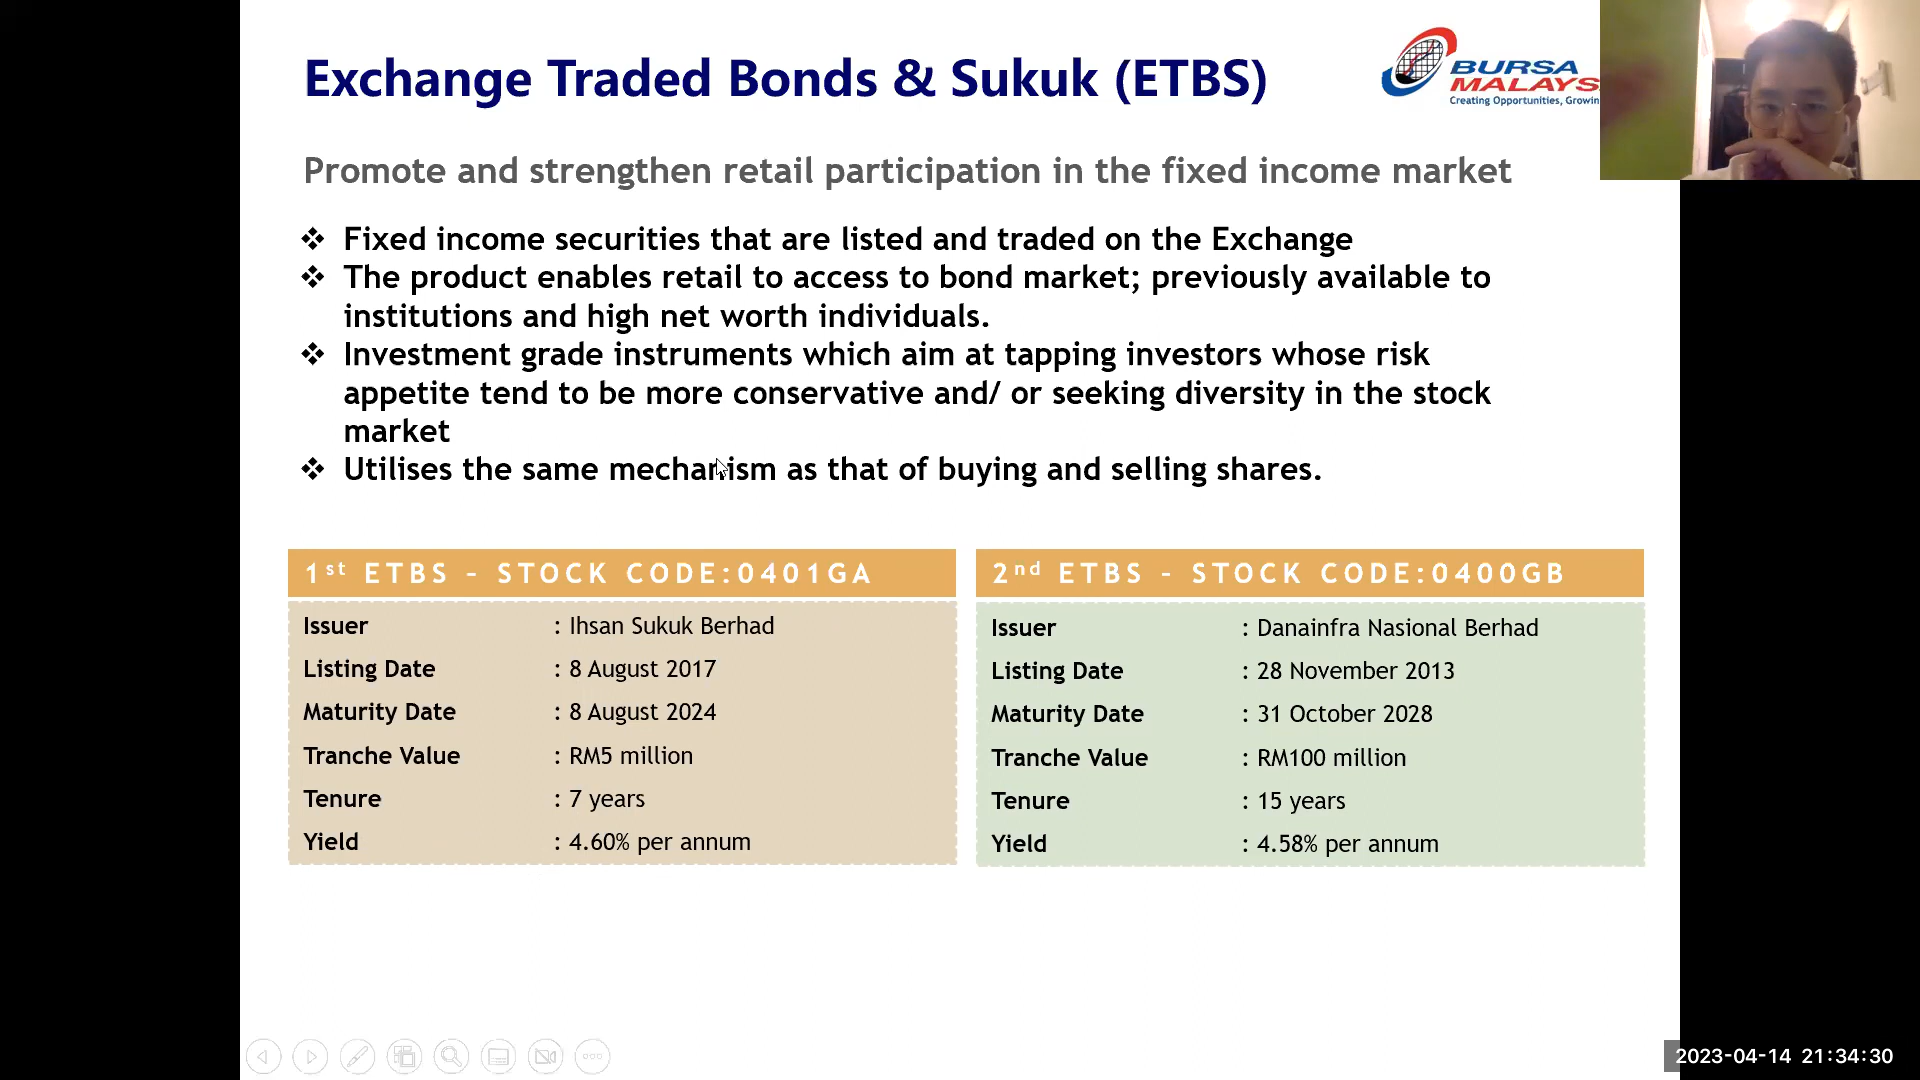 Exchange Traded Bonds & Sukuk (ETBS)
BURSA
MALAYS
Creating Opportunities, Growin
Promote and strengthen retail participation in the fixed income market
❖ Fixed income securities that are listed and traded on the Exchange
❖ The product enables retail to access to bond market; previously available to
institutions and high net worth individuals.
❖ Investment grade instruments which aim at tapping investors whose risk
appetite tend to be more conservative and/ or seeking diversity in the stock
market
❖ Utilises the same mechanism as that of buying and selling shares.
1st ETBS – STOCK CODE:0401GA
Issuer : Ihsan Sukuk Berhad
Listing Date : 8 August 2017
Maturity Date : 8 August 2024
Tranche Value : RM5 million
Tenure : 7 years
Yield : 4.60% per annum
2nd ETBS – STOCK CODE:0400GB
Issuer : Danainfra Nasional Berhad
Listing Date : 28 November 2013
Maturity Date : 31 October 2028
Tranche Value : RM100 million
Tenure : 15 years
Yield : 4.58% per annum
2023-04-14 21:34:30